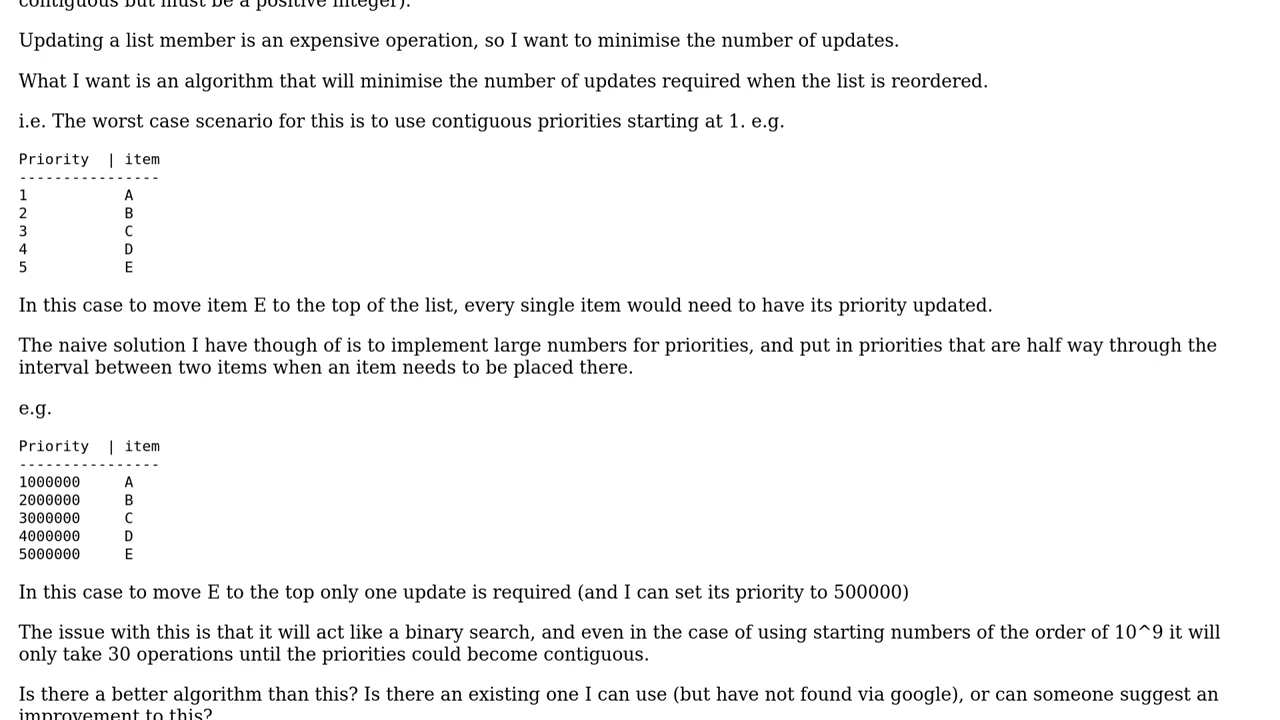 contiguous but must be a positive integer).
Updating a list member is an expensive operation, so I want to minimise the number of updates.
What I want is an algorithm that will minimise the number of updates required when the list is reordered.
i.e. The worst case scenario for this is to use contiguous priorities starting at 1. e.g.
Priority  | item
----------------
1           A
2           B
3           C
4           D
5           E
In this case to move item E to the top of the list, every single item would need to have its priority updated.
The naive solution I have though of is to implement large numbers for priorities, and put in priorities that are half way through the
interval between two items when an item needs to be placed there.
e.g.
Priority  | item
----------------
1000000     A
2000000     B
3000000     C
4000000     D
5000000     E
In this case to move E to the top only one update is required (and I can set its priority to 500000)
The issue with this is that it will act like a binary search, and even in the case of using starting numbers of the order of 10^9 it will
only take 30 operations until the priorities could become contiguous.
Is there a better algorithm than this? Is there an existing one I can use (but have not found via google), or can someone suggest an
improvement to this?